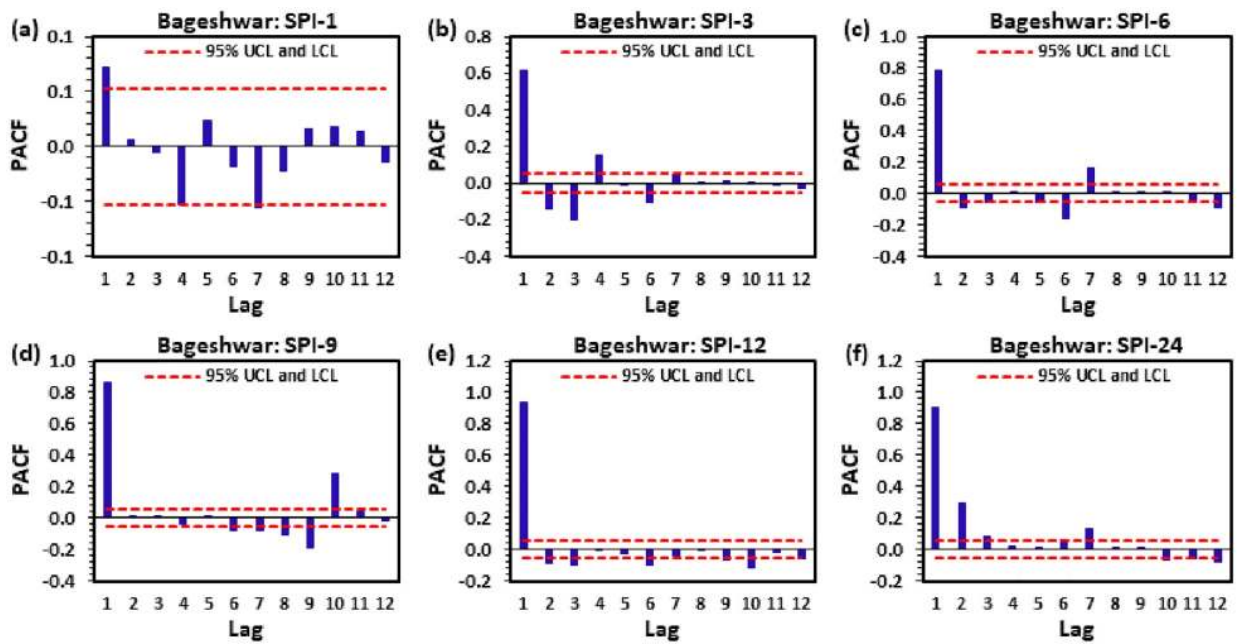 (a) Bageshwar: SPI-1
0.1
95% UCL and LCL
0.1
0.0
-0.1
-0.1
PACF
1 2 3 4 5 6 7 8 9 10 11 12
Lag
(b) Bageshwar: SPI-3
0.8
95% UCL and LCL
0.6
0.4
0.2
0.0
-0.2
-0.4
PACF
1 2 3 4 5 6 7 8 9 10 11 12
Lag
(c) Bageshwar: SPI-6
1.0
95% UCL and LCL
0.8
0.6
0.4
0.2
0.0
-0.2
-0.4
PACF
1 2 3 4 5 6 7 8 9 10 11 12
Lag
(d) Bageshwar: SPI-9
1.0
95% UCL and LCL
0.8
0.6
0.4
0.2
0.0
-0.2
-0.4
PACF
1 2 3 4 5 6 7 8 9 10 11 12
Lag
(e) Bageshwar: SPI-12
1.2
95% UCL and LCL
1.0
0.8
0.6
0.4
0.2
0.0
-0.2
PACF
1 2 3 4 5 6 7 8 9 10 11 12
Lag
(f) Bageshwar: SPI-24
1.2
95% UCL and LCL
1.0
0.8
0.6
0.4
0.2
0.0
-0.2
PACF
1 2 3 4 5 6 7 8 9 10 11 12
Lag